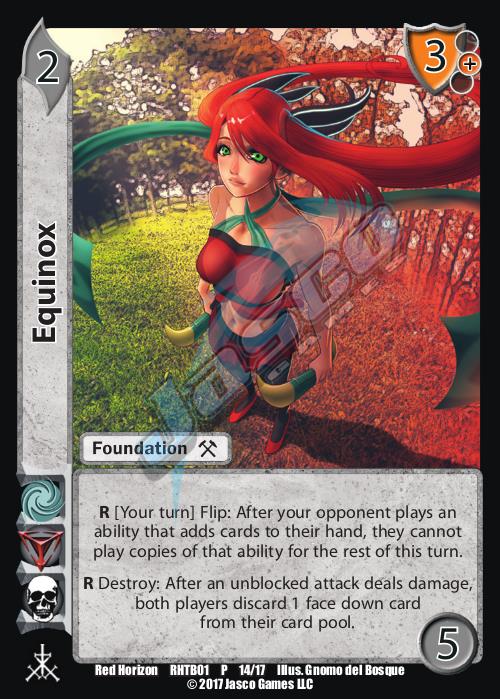 2
3
+
Equinox
Jasco
Foundation
R [Your turn] Flip: After your opponent plays an
ability that adds cards to their hand, they cannot
play copies of that ability for the rest of this turn.
R Destroy: After an unblocked attack deals damage,
both players discard 1 face down card
from their card pool.
5
Red Horizon RHTB01 P 14/17 Illus. Gnomo del Bosque
© 2017 Jasco Games LLC